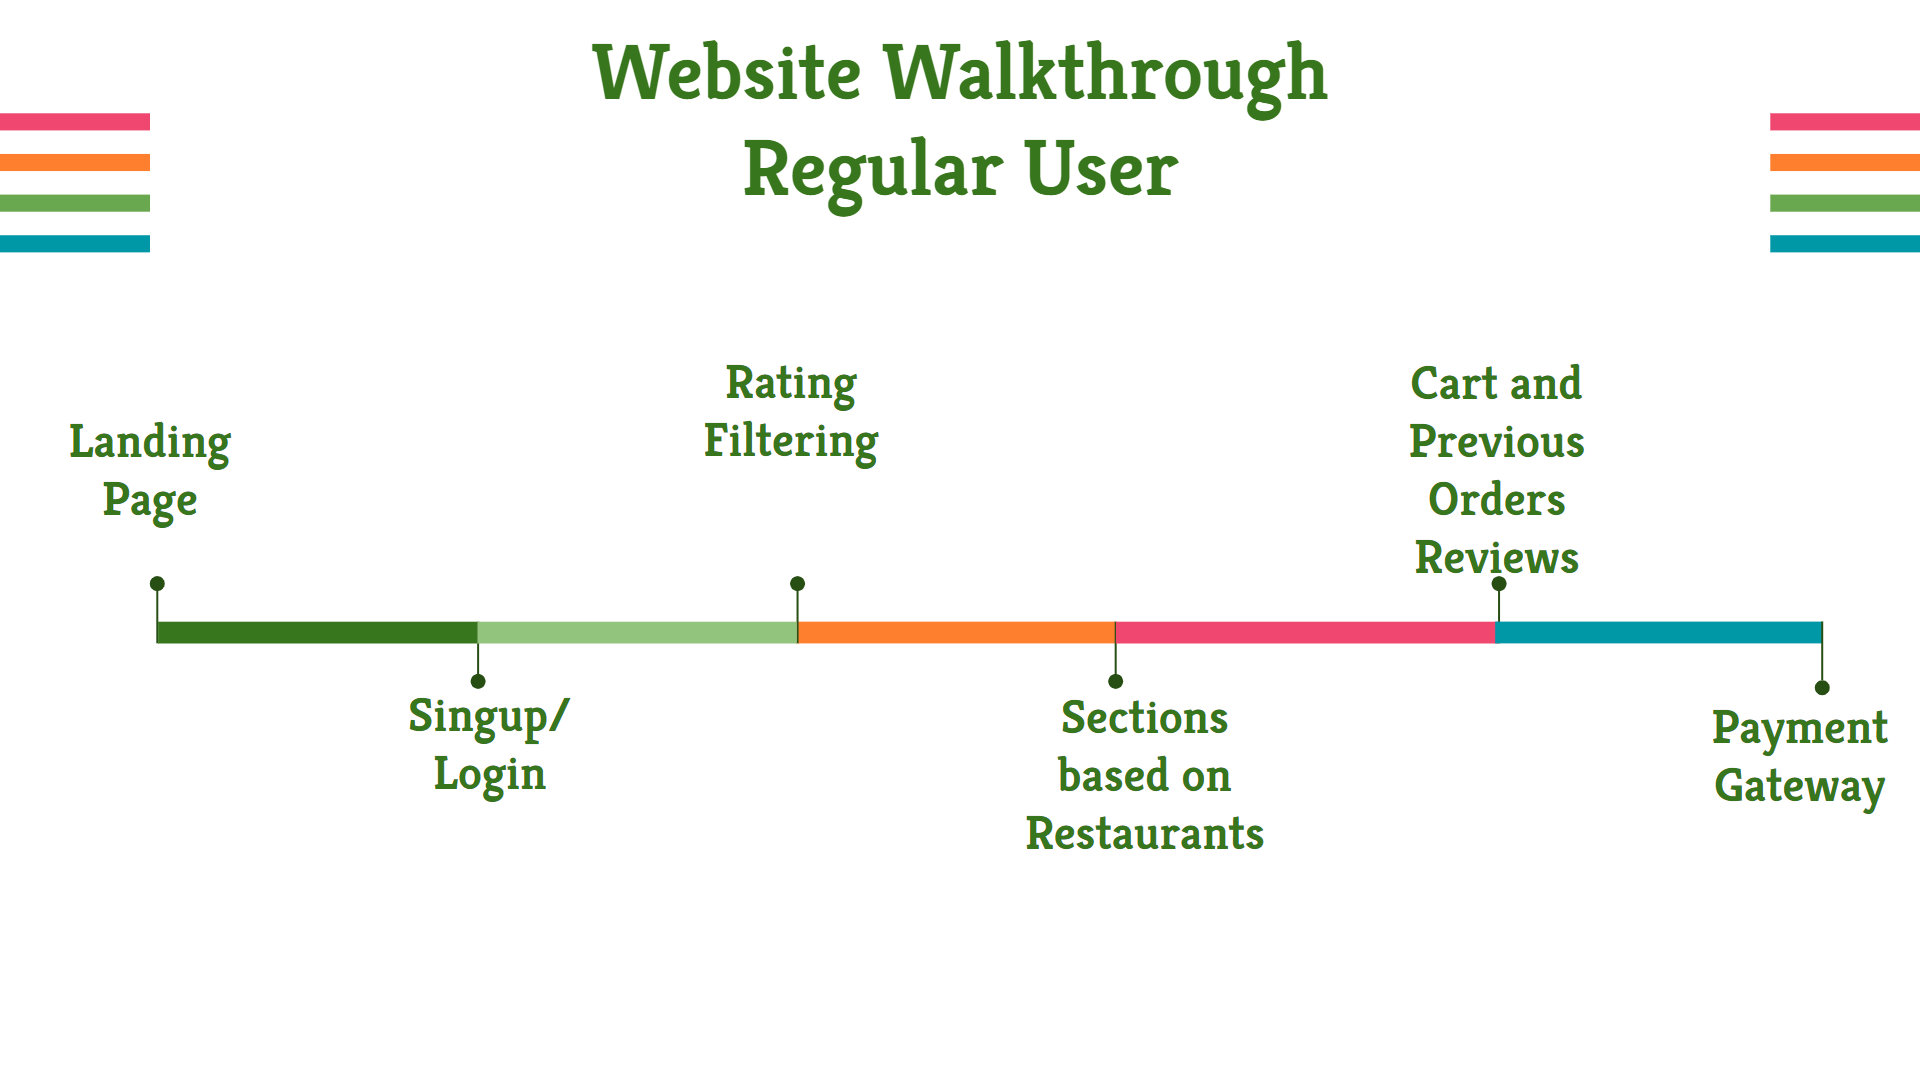 Website Walkthrough
Regular User
Landing
Page
Singup/
Login
Rating
Filtering
Sections
based on
Restaurants
Cart and
Previous
Orders
Reviews
Payment
Gateway